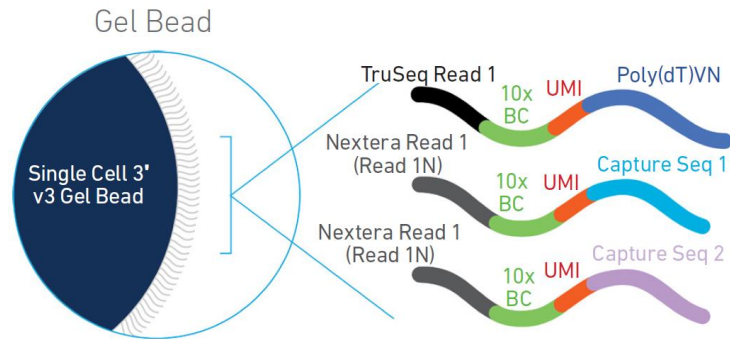 Gel Bead
Single Cell 3'
v3 Gel Bead
TruSeq Read 1
10x
BC
UMI
Poly(dT)VN
Nextera Read 1
(Read 1N)
10x
BC
UMI
Capture Seq 1
Nextera Read 1
(Read 1N)
10x
BC
UMI
Capture Seq 2